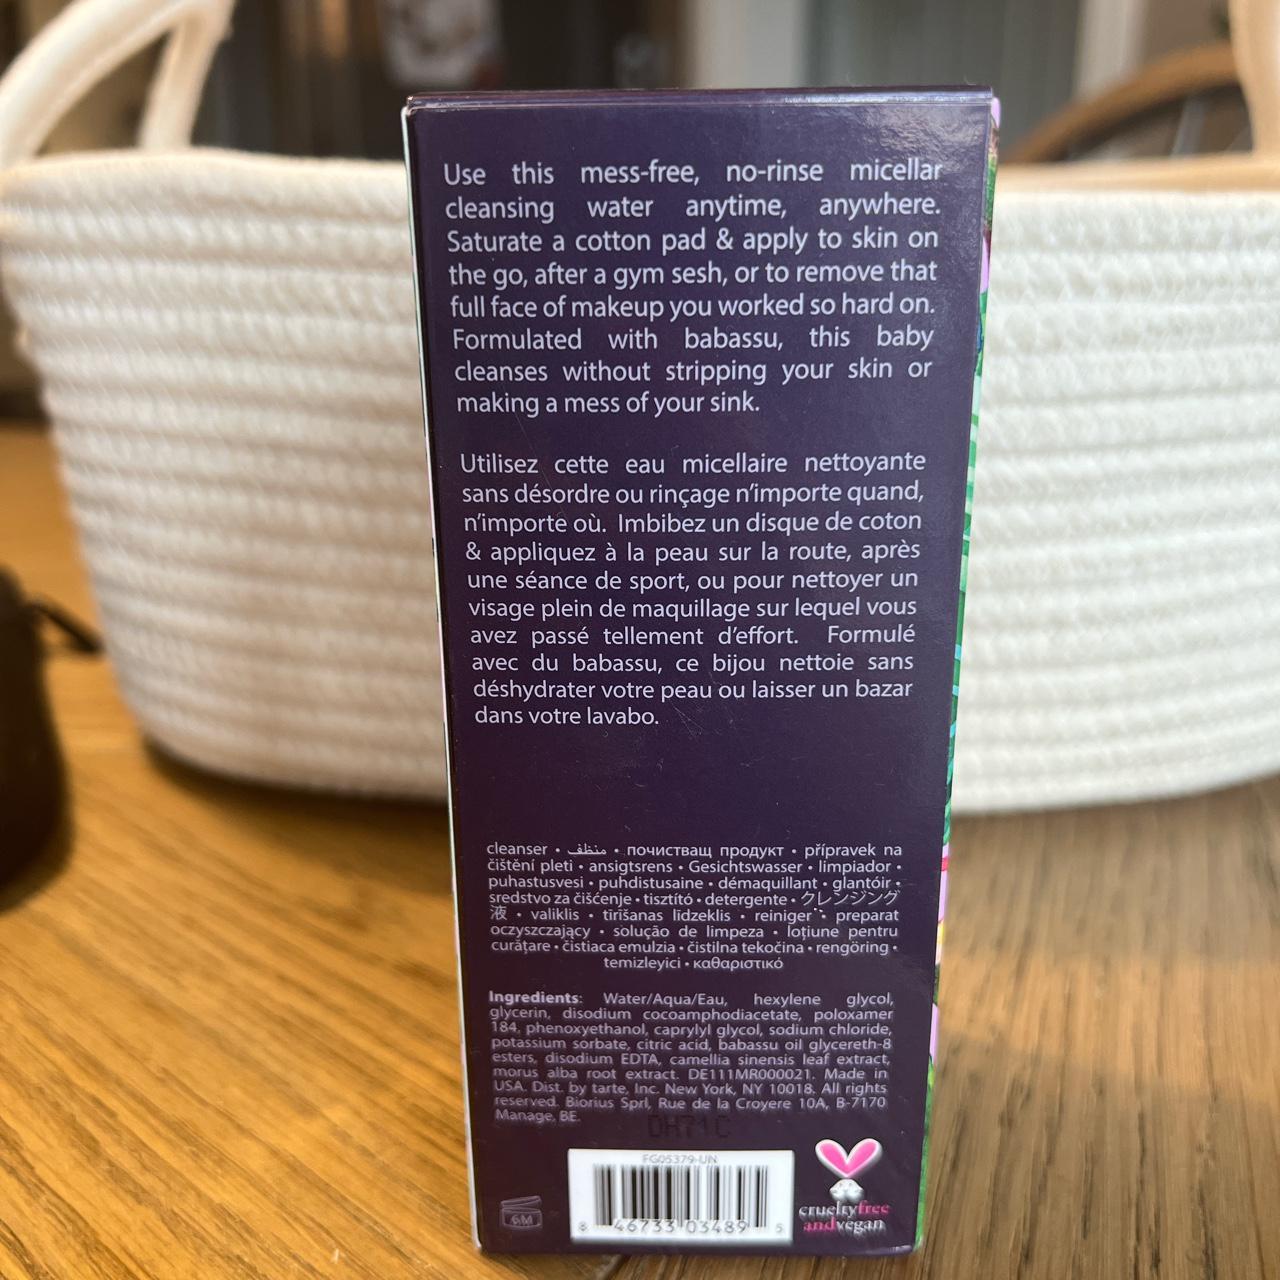 Use this mess-free, no-rinse micellar
cleansing water anytime, anywhere.
Saturate a cotton pad & apply to skin on
the go, after a gym sesh, or to remove that
full face of makeup you worked so hard on.
Formulated with babassu, this baby
cleanses without stripping your skin or
making a mess of your sink.
Utilisez cette eau micellaire nettoyante
sans désordre ou rinçage n'importe quand,
n'importe où. Imbibez un disque de coton
& appliquez à la peau sur la route, après
une séance de sport, ou pour nettoyer un
visage plein de maquillage sur lequel vous
avez passé tellement d'effort. Formulé
avec du babassu, ce bijou nettoie sans
déshydrater votre peau ou laisser un bazar
dans votre lavabo.
cleanser • منظف • почистващ продукт • přípravek na
čištění pleti • ansigtsrens • Gesichtswasser • limpiador •
puhastusvesi • puhdistusaine • démaquillant • glantóir •
sredstvo za čišćenje • tisztító • detergente • クレンジング
液 • valiklis • tīrīšanas līdzeklis • reiniger • preparat
oczyszczający • solução de limpeza • loțiune pentru
curățare • čistiaca emulzia • čistilna tekočina • rengöring •
temizleyici • καθαριστικό
Ingredients: Water/Aqua/Eau, hexylene glycol,
glycerin, disodium cocoamphodiacetate, poloxamer
184, phenoxyethanol, caprylyl glycol, sodium chloride,
potassium sorbate, citric acid, babassu oil glycereth-8
esters, disodium EDTA, camellia sinensis leaf extract,
morus alba root extract. DE111MR000021. Made in
USA. Dist. by tarte, Inc. New York, NY 10018. All rights
reserved. Biorius Sprl, Rue de la Croyere 10A, B-7170
Manage, BE.
0H71C
FG05379-UN
8 46733 03489 5
6M
crueltyfree
andvegan